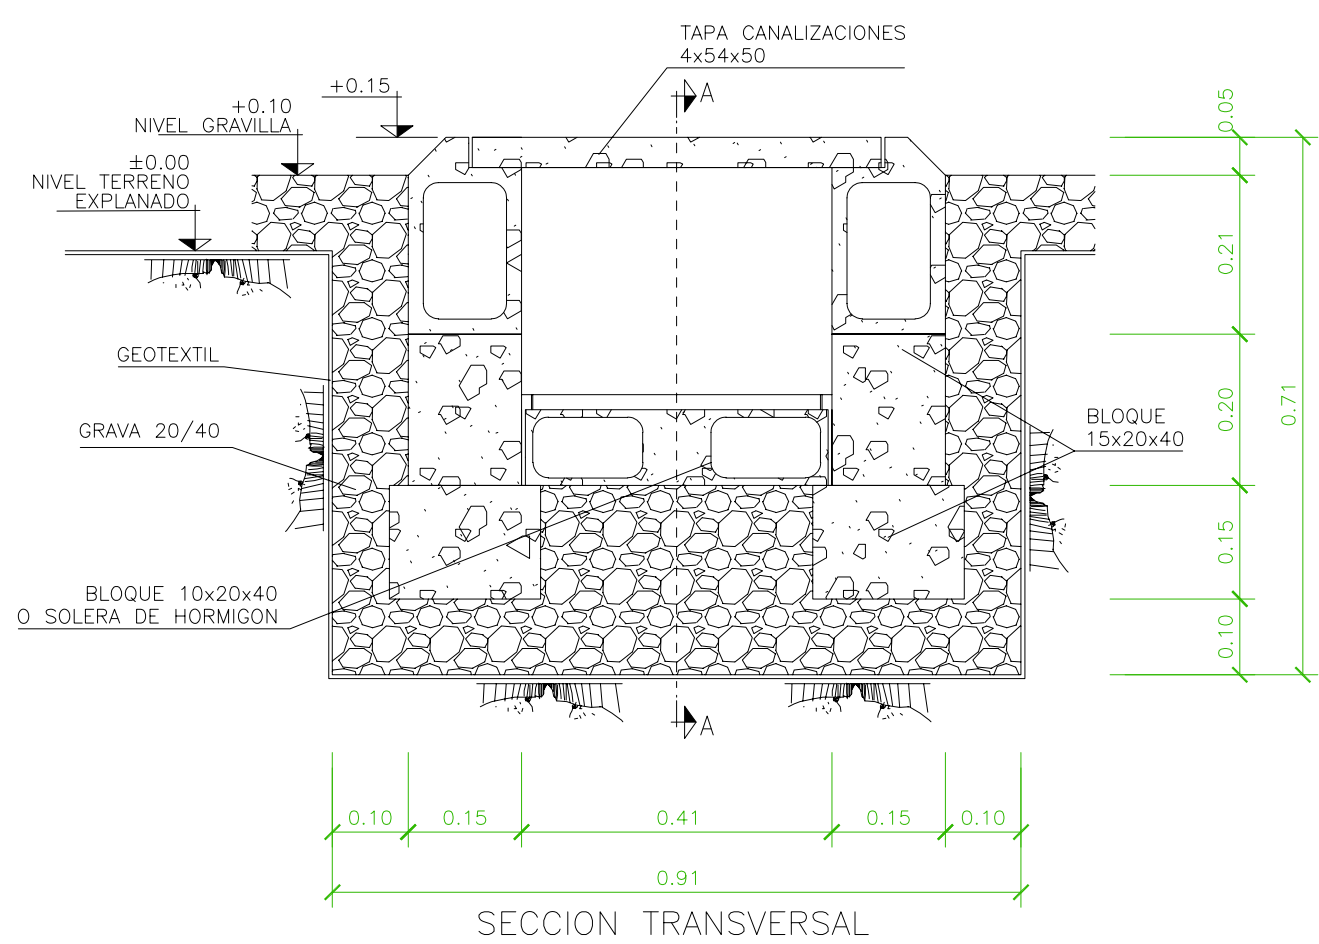 TAPA CANALIZACIONES
4x54x50
A
+0.15
+0.10
NIVEL GRAVILLA
±0.00
NIVEL TERRENO
EXPLANADO
GEOTEXTIL
GRAVA 20/40
BLOQUE
15x20x40
BLOQUE 10x20x40
O SOLERA DE HORMIGON
A
0.05
0.21
0.20
0.15
0.10
0.71
0.10
0.15
0.41
0.15
0.10
0.91
SECCION TRANSVERSAL